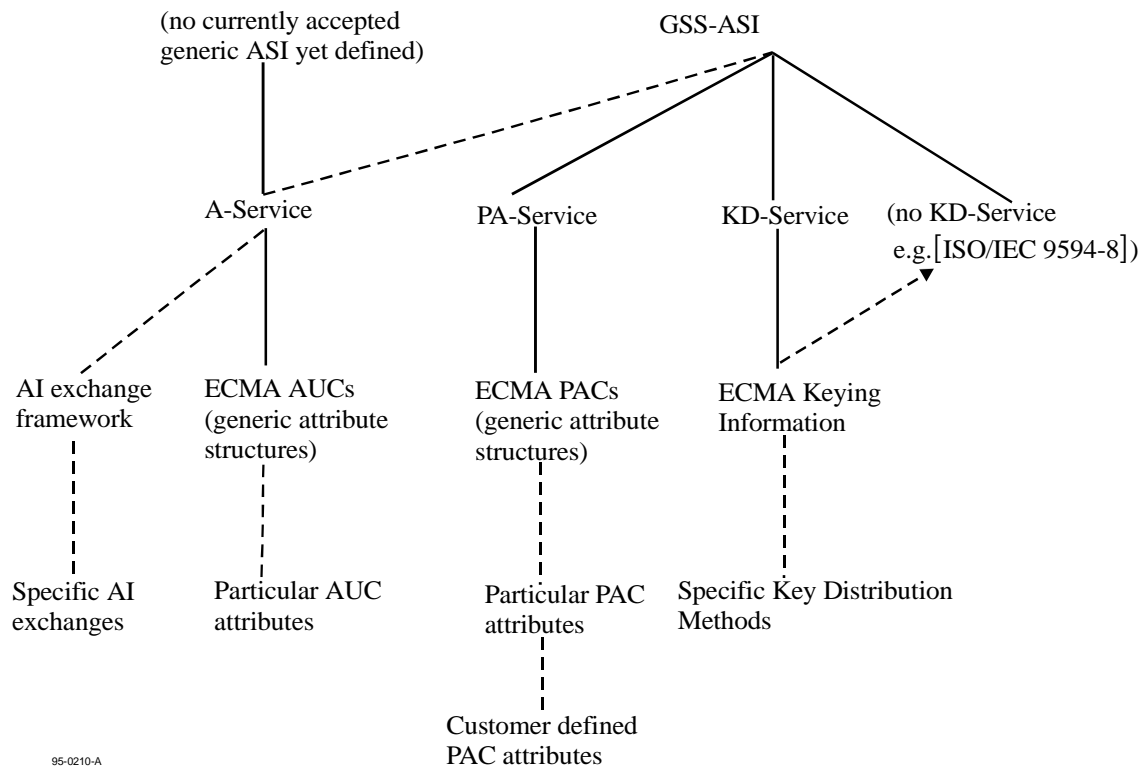 (no currently accepted
generic ASI yet defined)
GSS-ASI
A-Service
PA-Service
KD-Service
(no KD-Service
e.g.[ISO/IEC 9594-8])
AI exchange
framework
ECMA AUCs
(generic attribute
structures)
ECMA PACs
(generic attribute
structures)
ECMA Keying
Information
Specific AI
exchanges
Particular AUC
attributes
Particular PAC
attributes
Specific Key Distribution
Methods
Customer defined
PAC attributes
95-0210-A